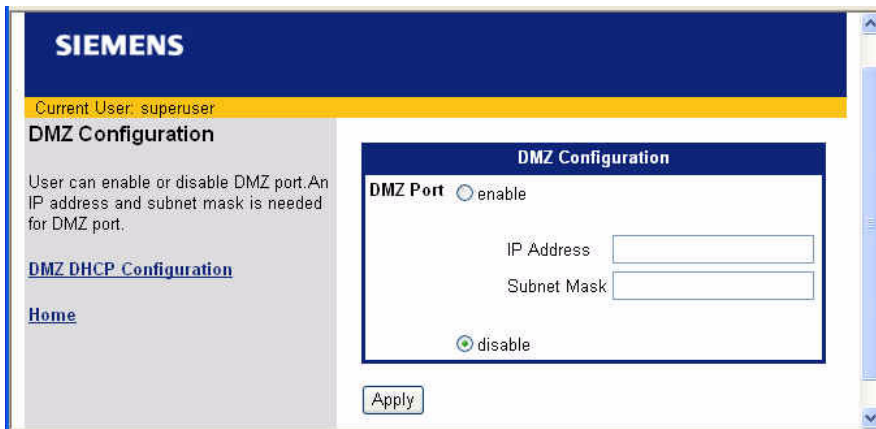 SIEMENS
Current User: superuser
DMZ Configuration
User can enable or disable DMZ port.An
IP address and subnet mask is needed
for DMZ port.
DMZ DHCP Configuration
Home
DMZ Configuration
DMZ Port enable
IP Address
Subnet Mask
disable
Apply